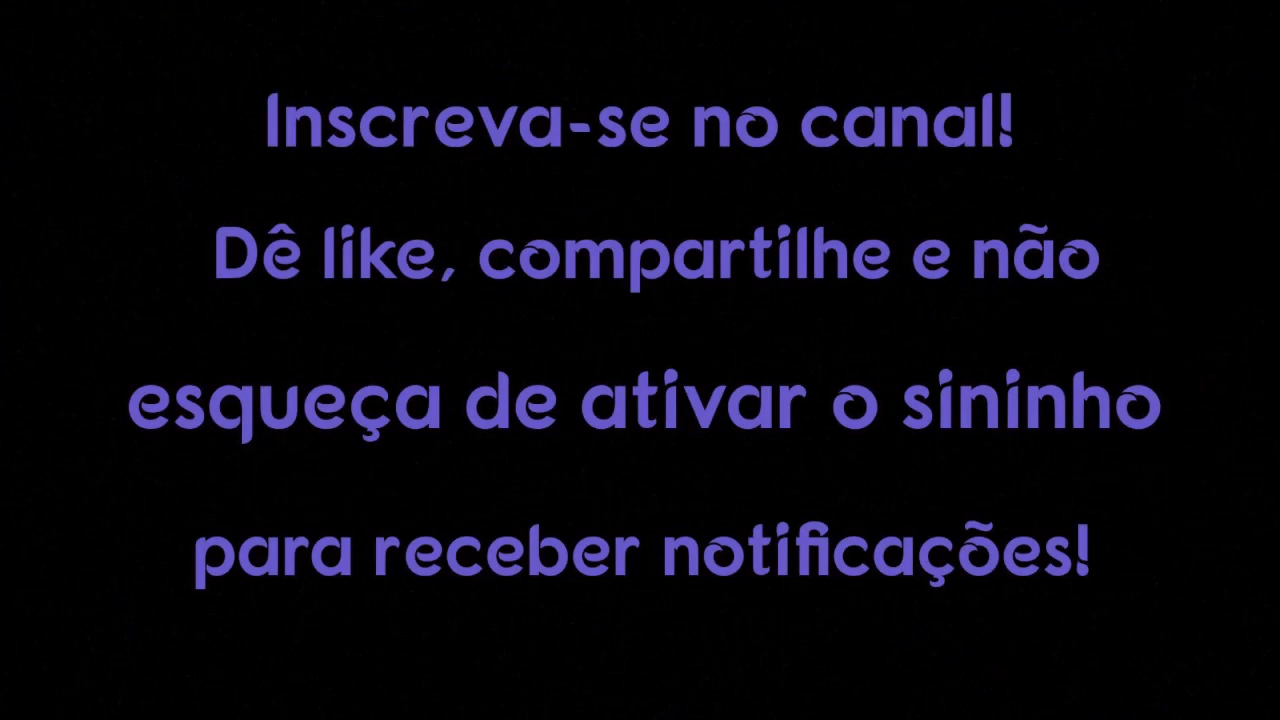 Inscreva-se no canal!
Dê like, compartilhe e não
esqueça de ativar o sininho
para receber notificações!